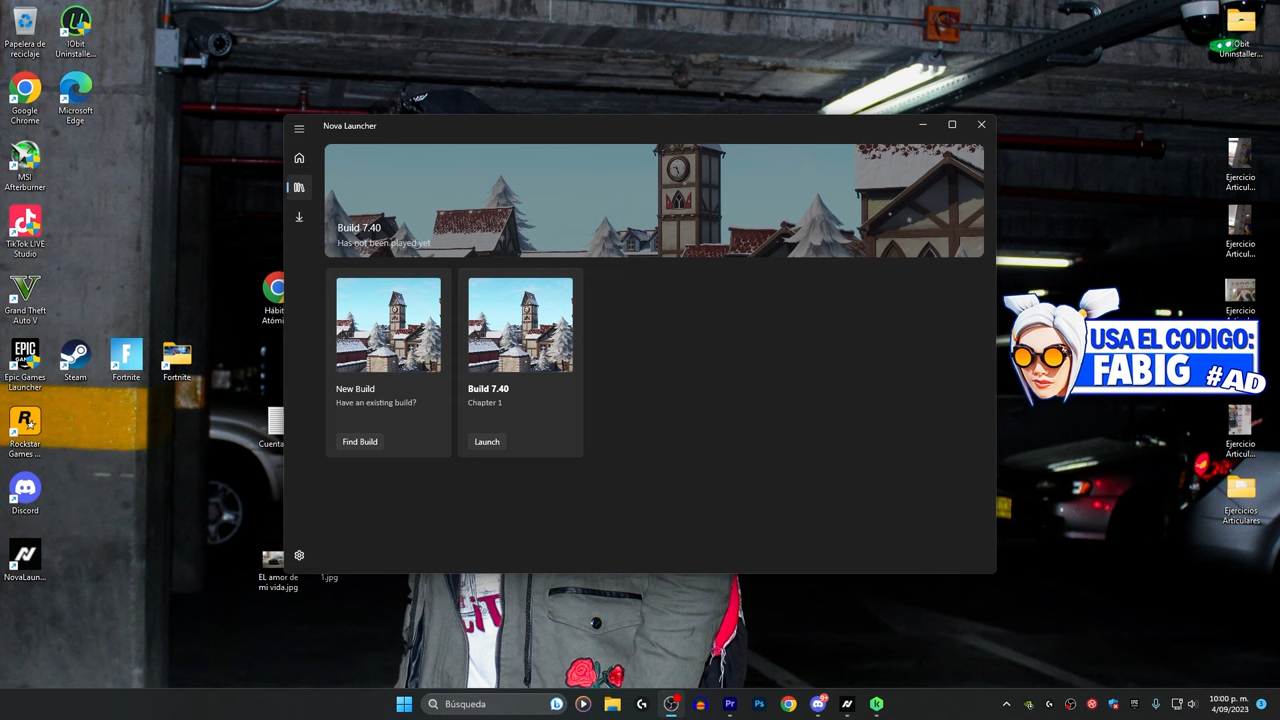 Papelera de
reciclaje
IObit
Uninstalle...
Google
Chrome
Microsoft
Edge
MSI
Afterburner
TikTok LIVE
Studio
Grand Theft
Auto V
Epic Games
Launcher
Steam
Fortnite
Fortnite
Rockstar
Games ...
Discord
NovaLaun...
Hábit
Atómi
Cuenta
EL amor de
mi vida.jpg
1.jpg
Nova Launcher
Build 7.40
Has not been played yet
New Build
Have an existing build?
Find Build
Build 7.40
Chapter 1
Launch
IObit
Uninstaller...
Ejercicio
Articul...
Ejercicio
Articul...
Ejercicio
USA EL CODIGO:
FABIG #AD
Ejercicio
Articul...
Ejercicios
Articulares
Búsqueda
10:00 p. m.
4/09/2023
3